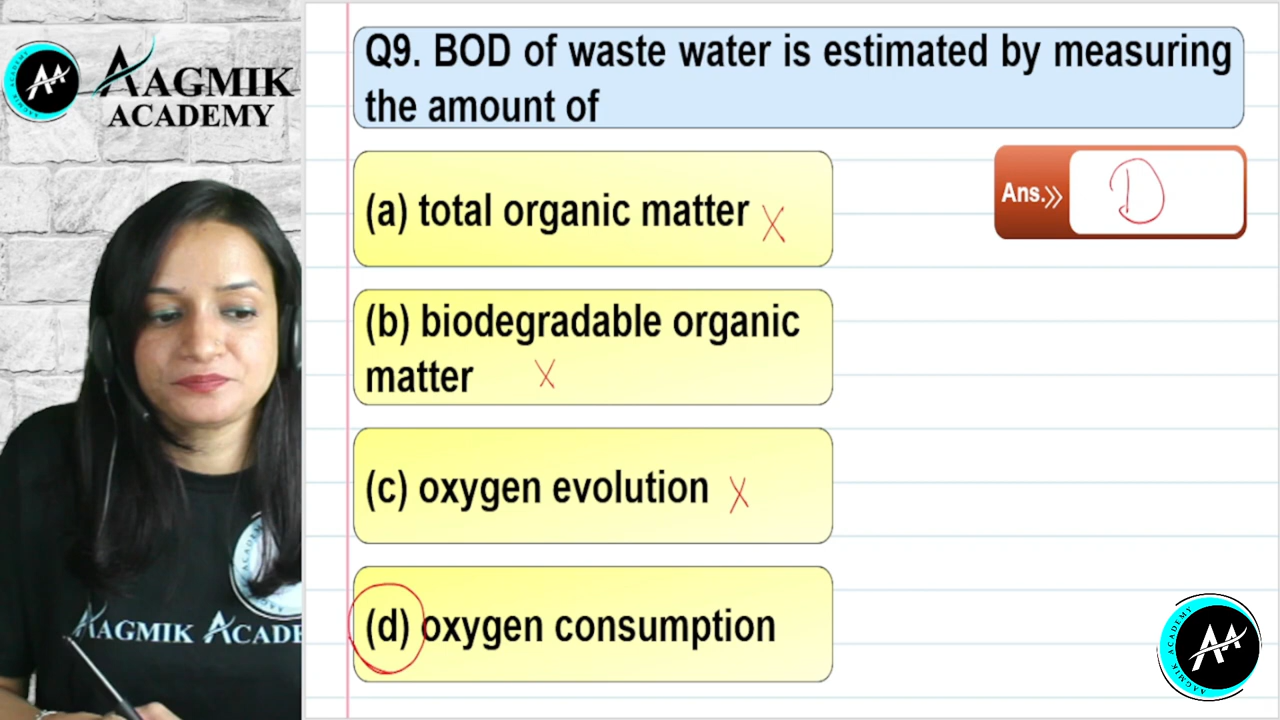 AAGMIK
ACADEMY
Q9. BOD of waste water is estimated by measuring
the amount of
Ans.
D
(a) total organic matter
X
(b) biodegradable organic
matter
X
(c) oxygen evolution
X
(d) oxygen consumption
AAGMIK ACADE